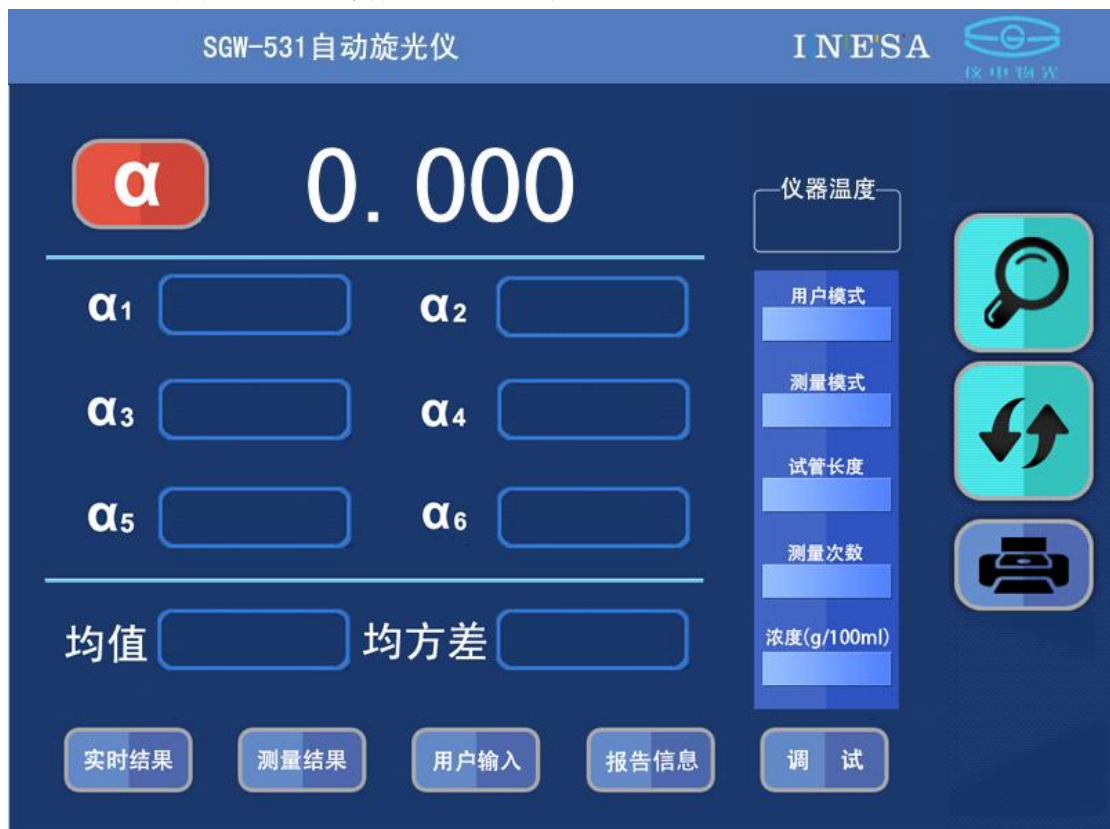 SGW-531自动旋光仪
INESA
仪电物光
α 0.000
仪器温度
α1 α2
α3 α4
α5 α6
均值 均方差
用户模式
测量模式
试管长度
测量次数
浓度(g/100ml)
实时结果 测量结果 用户输入 报告信息 调 试